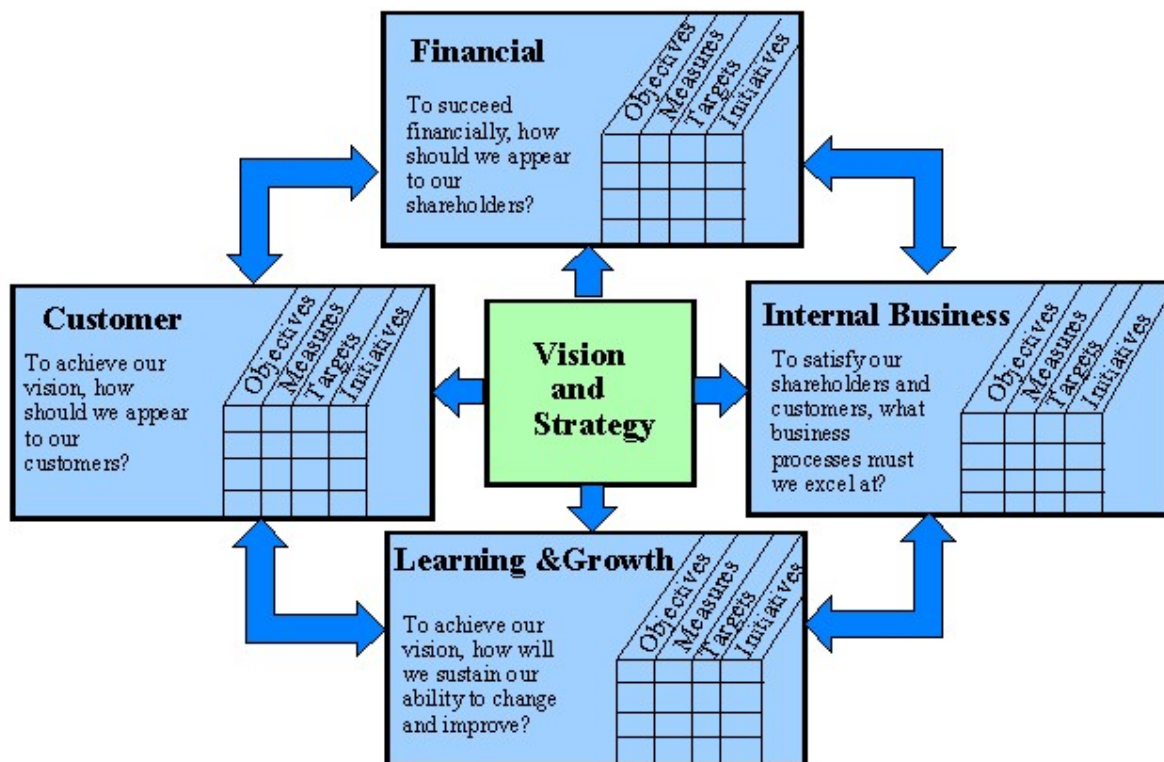 Financial
To succeed
financially, how
should we appear
to our
shareholders?
Objectives
Measures
Targets
Initiatives
Customer
To achieve our
vision, how
should we appear
to our
customers?
Objectives
Measures
Targets
Initiatives
Vision
and
Strategy
Internal Business
To satisfy our
shareholders and
customers, what
business
processes must
we excel at?
Objectives
Measures
Targets
Initiatives
Learning &Growth
To achieve our
vision, how will
we sustain our
ability to change
and improve?
Objectives
Measures
Targets
Initiatives